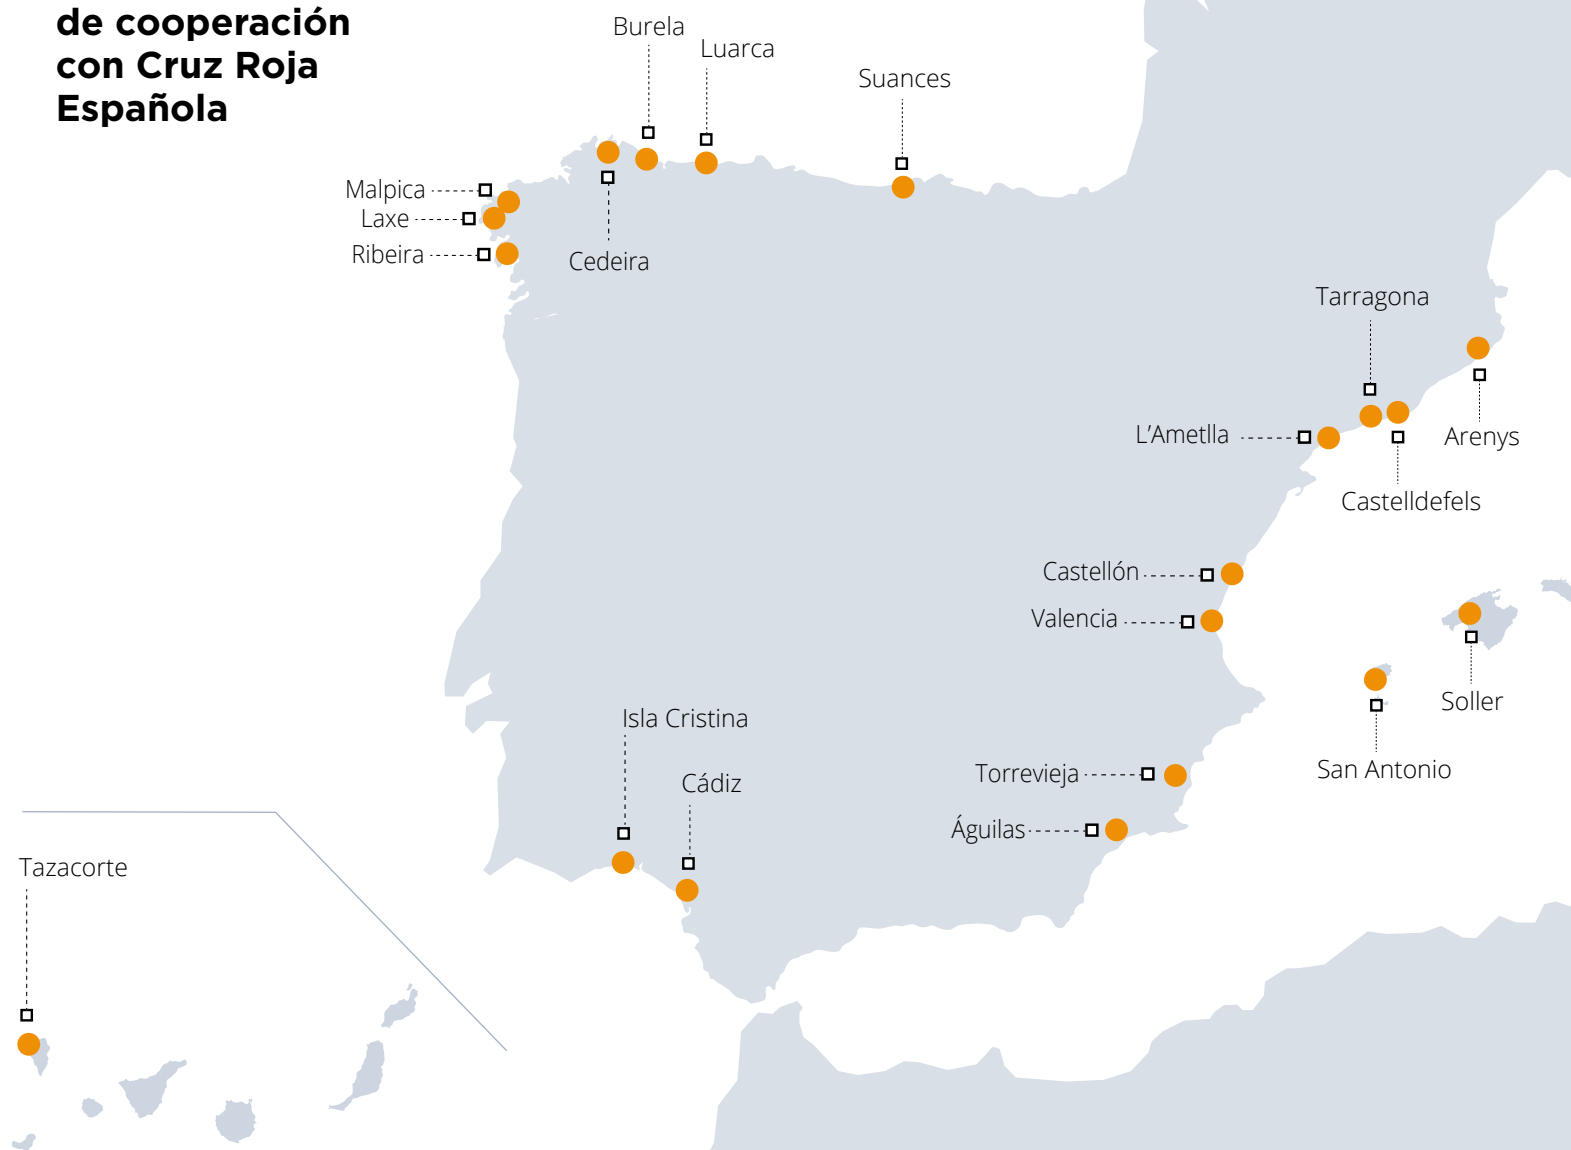 de cooperación
con Cruz Roja
Española
Burela
Luarca
Suances
Malpica
Laxe
Ribeira
Cedeira
Tarragona
L’Ametlla
Arenys
Castelldefels
Castellón
Valencia
Soller
Isla Cristina
San Antonio
Torrevieja
Cádiz
Águilas
Tazacorte